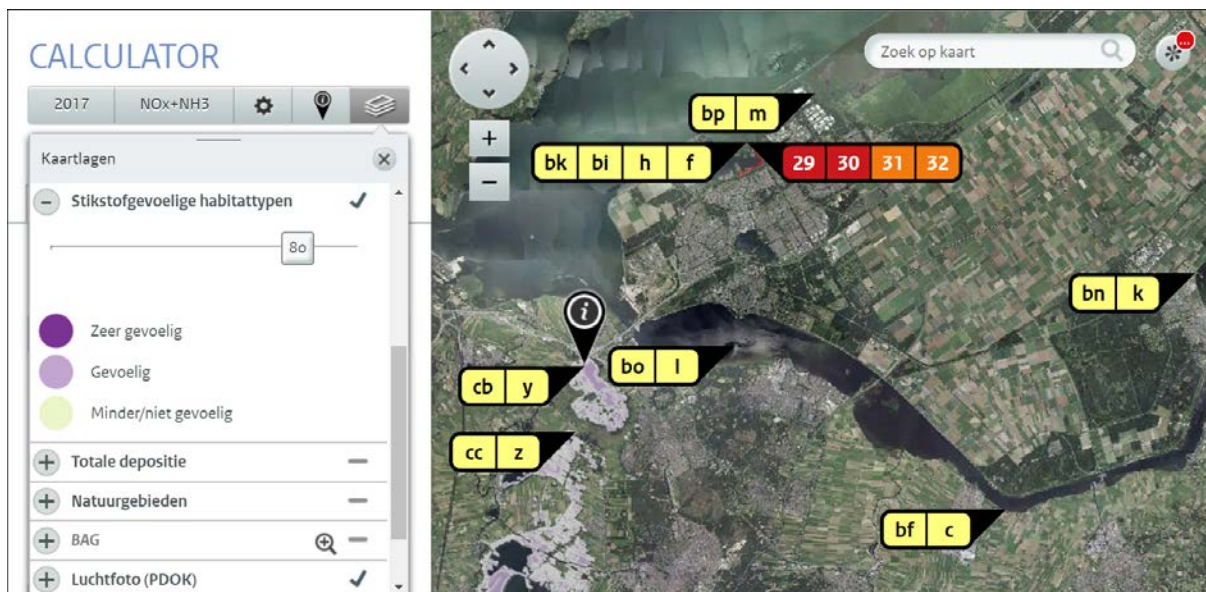 CALCULATOR
2017 NOx+NH3
Kaartlagen
Stikstofgevoelige habitattypen
80
Zeer gevoelig
Gevoelig
Minder/niet gevoelig
Totale depositie
Natuurgebieden
BAG
Luchtfoto (PDOK)
Zoek op kaart
...
bp m
bk bi h f
29 30 31 32
bn k
i
bo l
cb y
cc z
bf c